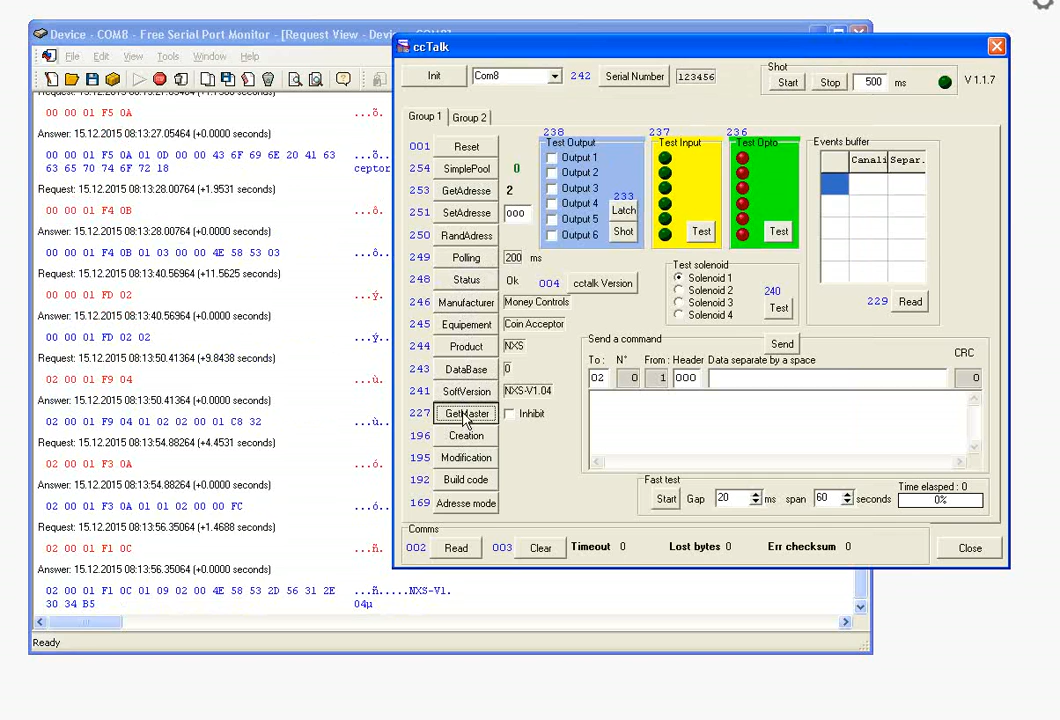 Device - COM8 - Free Serial Port Monitor - [Request View - Devi
File Edit View Tools Window Help
00 00 01 F5 0A ...õ.
Answer: 15.12.2015 08:13:27.05464 (+0.0000 seconds)
00 00 01 F5 0A 01 0D 00 00 43 6F 69 6E 20 41 63 ...õ
63 65 70 74 6F 72 18 ceptor
Request: 15.12.2015 08:13:28.00764 (+1.9531 seconds)
00 00 01 F4 0B ...ô.
Answer: 15.12.2015 08:13:28.00764 (+0.0000 seconds)
00 00 01 F4 0B 01 03 00 00 4E 58 53 03 ...ô.
Request: 15.12.2015 08:13:40.56964 (+11.5625 seconds)
00 00 01 FD 02 ...ý.
Answer: 15.12.2015 08:13:40.56964 (+0.0000 seconds)
00 00 01 FD 02 02 ...ý..
Request: 15.12.2015 08:13:50.41364 (+9.8438 seconds)
02 00 01 F9 04 ...ù.
Answer: 15.12.2015 08:13:50.41364 (+0.0000 seconds)
02 00 01 F9 04 01 02 02 00 01 C8 32 ...ù.
Request: 15.12.2015 08:13:54.88264 (+4.4531 seconds)
02 00 01 F3 0A ...ó.
Answer: 15.12.2015 08:13:54.88264 (+0.0000 seconds)
02 00 01 F3 0A 01 01 02 00 00 FC ...ó.
Request: 15.12.2015 08:13:56.35064 (+1.4688 seconds)
02 00 01 F1 0C ...ñ.
Answer: 15.12.2015 08:13:56.35064 (+0.0000 seconds)
02 00 01 F1 0C 01 09 02 00 4E 58 53 2D 56 31 2E ...ñ.....NXS-V1.
30 34 B5 04µ
Ready
ccTalk
Init Com8 242 Serial Number 123456
Shot
Start Stop 500 ms V 1.1.7
Group 1 Group 2
001 Reset
254 SimplePool 0
253 GetAdresse 2
251 SetAdresse 000
250 RandAdress
249 Polling 200 ms
248 Status Ok 004 cctalk Version
246 Manufacturer Money Controls
245 Equipement Coin Acceptor
244 Product NXS
243 DataBase 0
241 SoftVersion NXS-V1.04
227 GetMaster Inhibit
196 Creation
195 Modification
192 Build code
169 Adresse mode
238
Test Output
Output 1
Output 2
Output 3
Output 4
Output 5
Output 6
233
Latch
Shot
237
Test Input
Test
236
Test Opto
Test
Events buffer
Canali Separ.
229 Read
Test solenoid
Solenoid 1
Solenoid 2
Solenoid 3
Solenoid 4
240
Test
Send a command
Send
To : N° From : Header Data separate by a space CRC
02 0 1 000 0
Fast test
Start Gap 20 ms span 60 seconds
Time elasped : 0
0%
Comms
002 Read 003 Clear Timeout 0 Lost bytes 0 Err checksum 0
Close